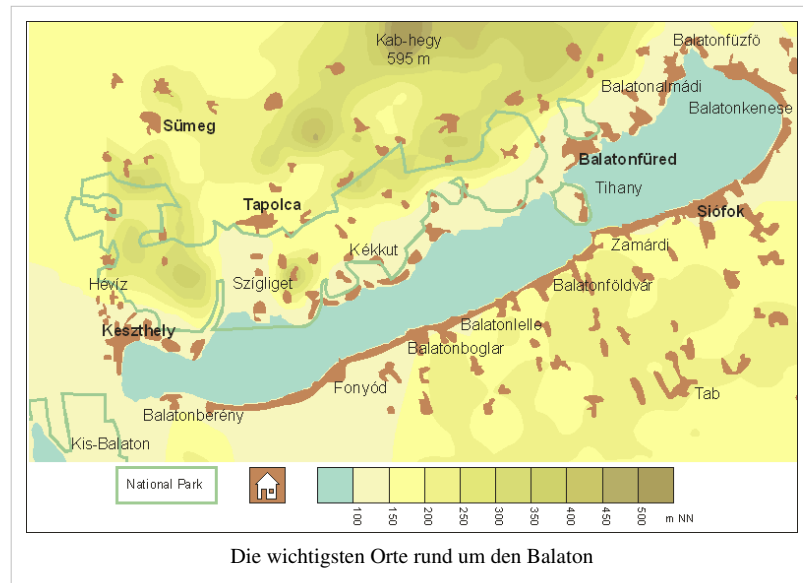 Kab-hegy
595 m
Balatonfüzfö
Balatonalmádi
Balatonkenese
Sümeg
Balatonfüred
Tihany
Tapolca
Siófok
Kékkut
Zamárdi
Hévíz
Szígliget
Balatonföldvár
Keszthely
Balatonlelle
Balatonboglar
Fonyód
Tab
Balatonberény
Kis-Balaton
National Park
100
150
200
250
300
350
400
450
500
m NN
Die wichtigsten Orte rund um den Balaton